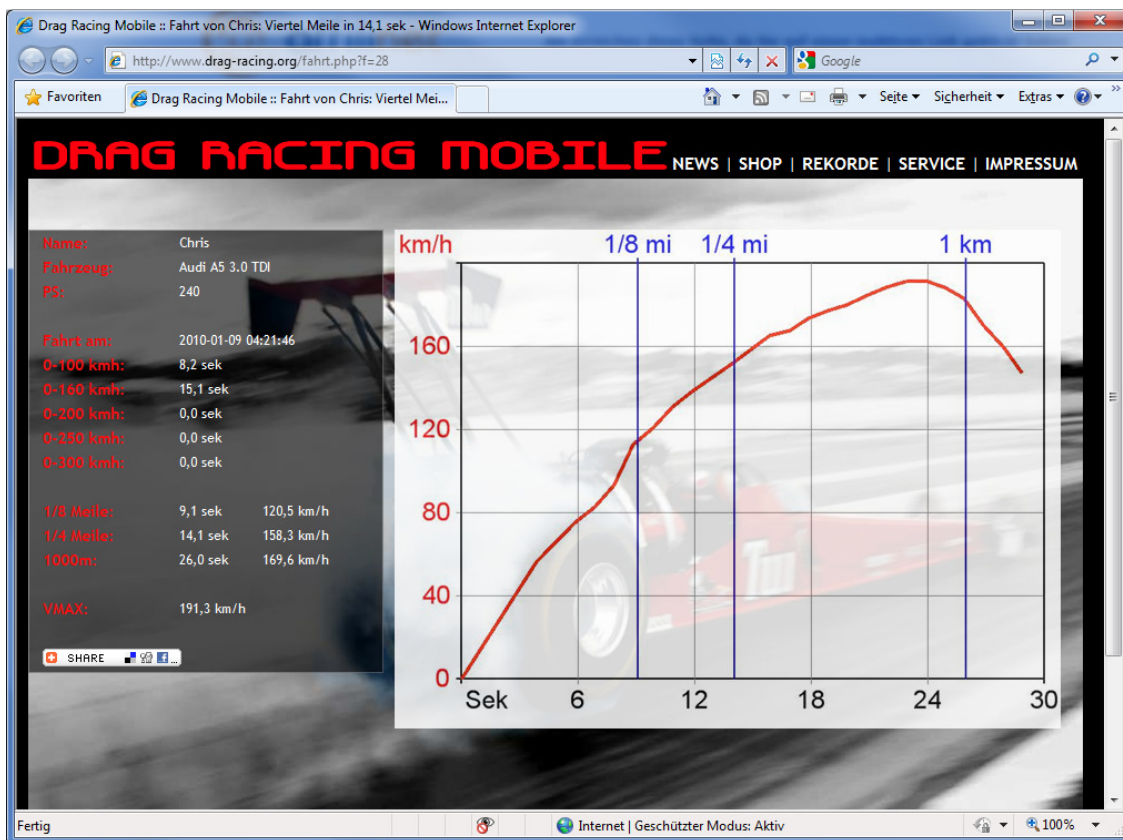 Drag Racing Mobile :: Fahrt von Chris: Viertel Meile in 14,1 sek - Windows Internet Explorer
http://www.drag-racing.org/fahrt.php?f=28
Google
Favoriten
Drag Racing Mobile :: Fahrt von Chris: Viertel Mei...
Seite
Sicherheit
Extras
DRAG RACING MOBILE
NEWS | SHOP | REKORDE | SERVICE | IMPRESSUM
Name: Chris
Fahrzeug: Audi A5 3.0 TDI
PS: 240
Fahrt am: 2010-01-09 04:21:46
0-100 kmh: 8,2 sek
0-160 kmh: 15,1 sek
0-200 kmh: 0,0 sek
0-250 kmh: 0,0 sek
0-300 kmh: 0,0 sek
1/8 Meile: 9,1 sek 120,5 km/h
1/4 Meile: 14,1 sek 158,3 km/h
1000m: 26,0 sek 169,6 km/h
VMAX: 191,3 km/h
SHARE ...
km/h 1/8 mi 1/4 mi 1 km
160
120
80
40
0
Sek 6 12 18 24 30
Fertig
Internet | Geschützter Modus: Aktiv
100%